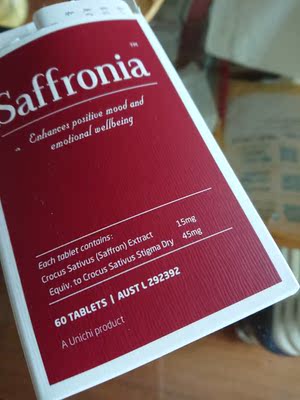 Saffronia™
Enhances positive mood and
emotional wellbeing
Each tablet contains:
Crocus Sativus (Saffron) Extract 15mg
Equiv. to Crocus Sativus Stigma Dry 45mg
60 TABLETS | AUST L 292392
A Unichi product